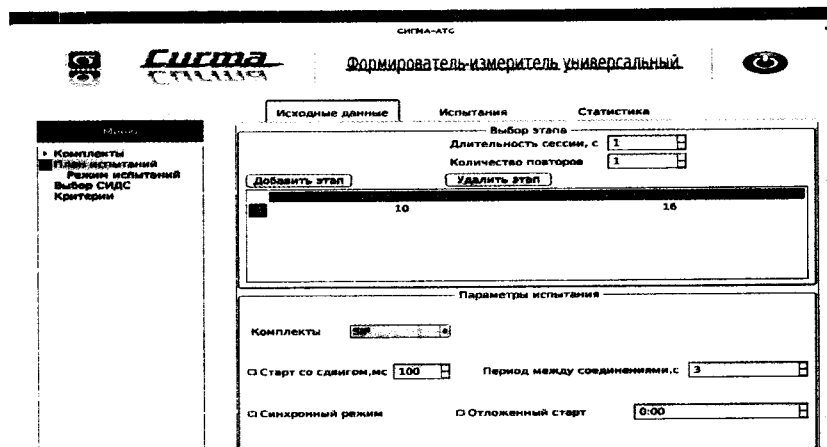 СИГМА-АТС
Сигма
Формирователь-измеритель универсальный
Исходные данные Испытания Статистика
Меню
Выбор этапа
Длительность сессии, с 1
Количество повторов 1
Комплекты
План испытаний
Режим испытаний
Выбор СИДС
Критерии
Добавить этап Удалить этап
10 16
Параметры испытания
Комплекты SIP
Старт со сдвигом,мс 100 Период между соединениями,с 3
Синхронный режим Отложенный старт 0:00